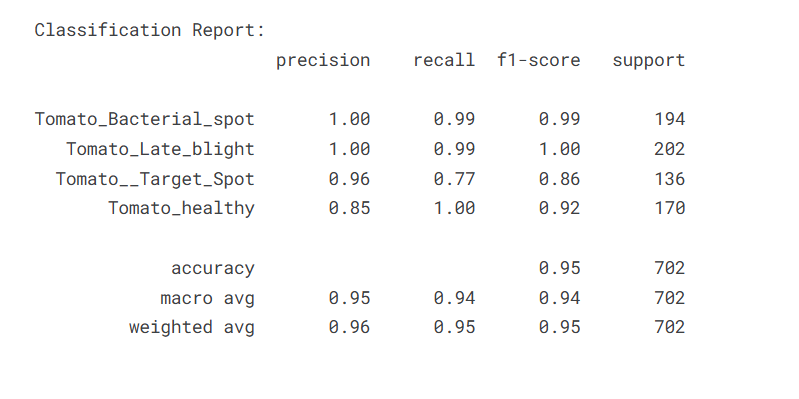 Classification Report:
precision recall f1-score support
Tomato_Bacterial_spot 1.00 0.99 0.99 194
Tomato_Late_blight 1.00 0.99 1.00 202
Tomato__Target_Spot 0.96 0.77 0.86 136
Tomato_healthy 0.85 1.00 0.92 170
accuracy 0.95 702
macro avg 0.95 0.94 0.94 702
weighted avg 0.96 0.95 0.95 702